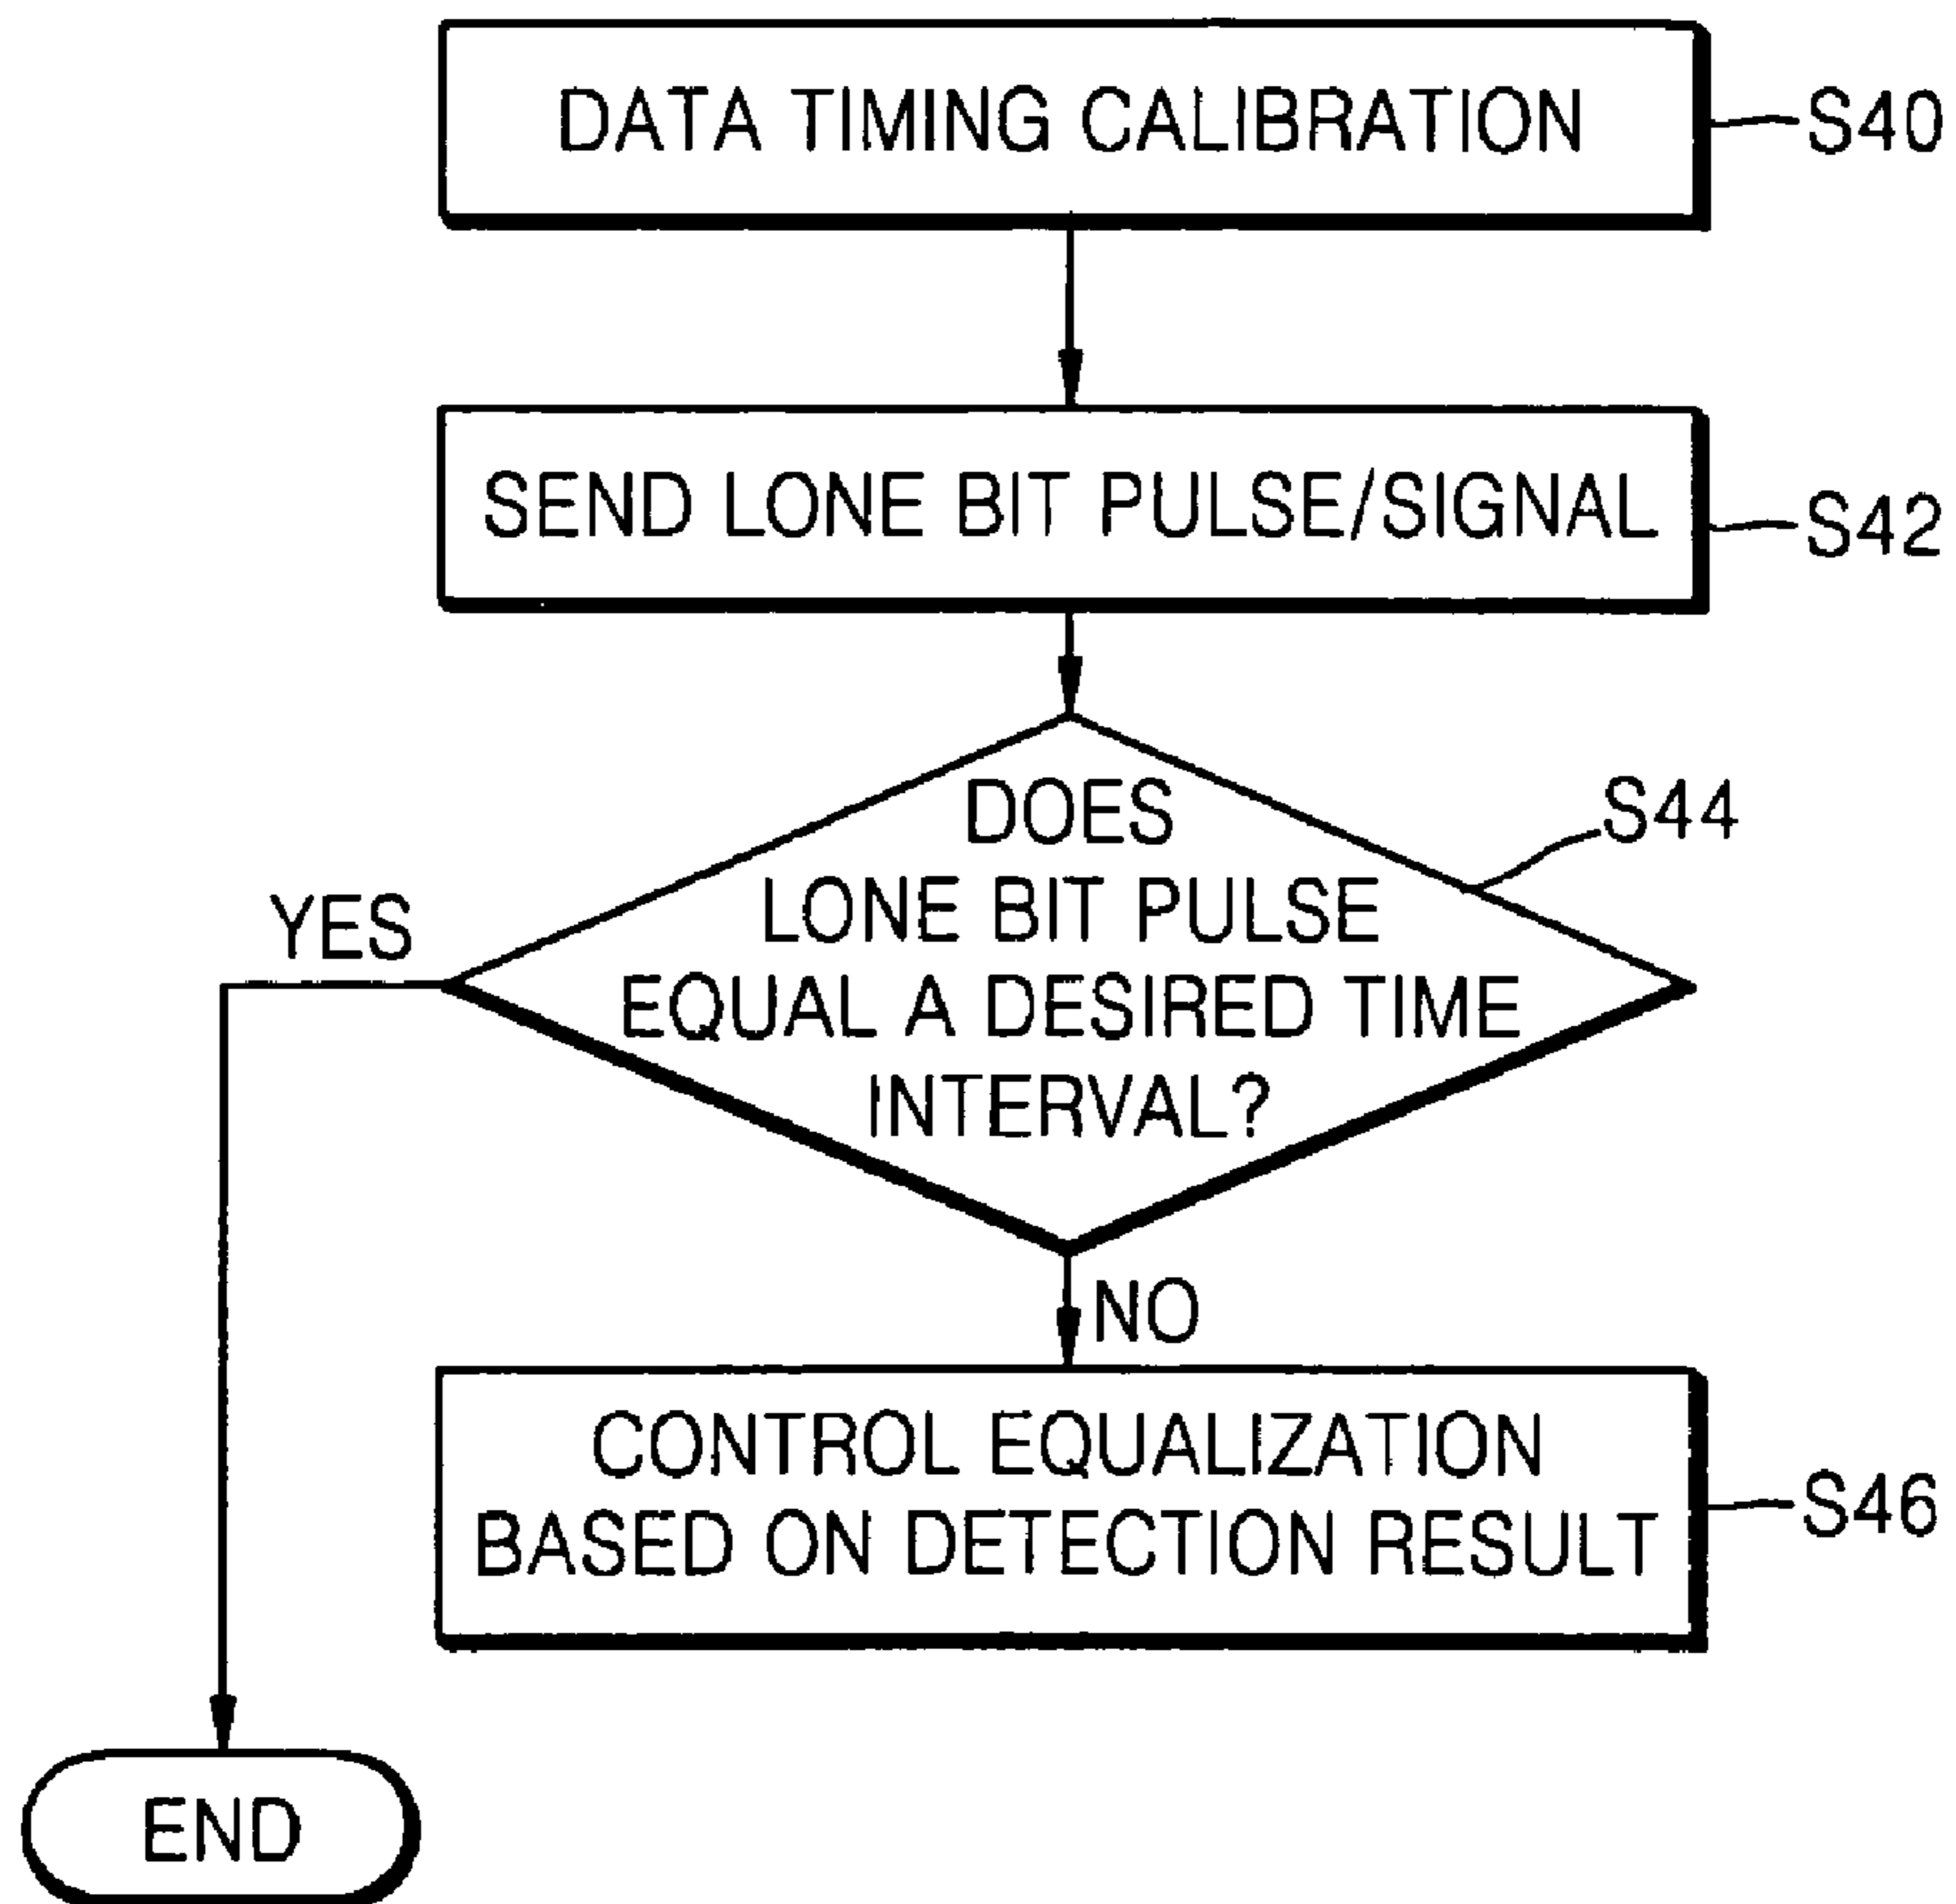 DATA TIMING CALIBRATION
S40
SEND LONE BIT PULSE/SIGNAL
S42
DOES
LONE BIT PULSE
EQUAL A DESIRED TIME
INTERVAL?
S44
YES
NO
CONTROL EQUALIZATION
BASED ON DETECTION RESULT
S46
END